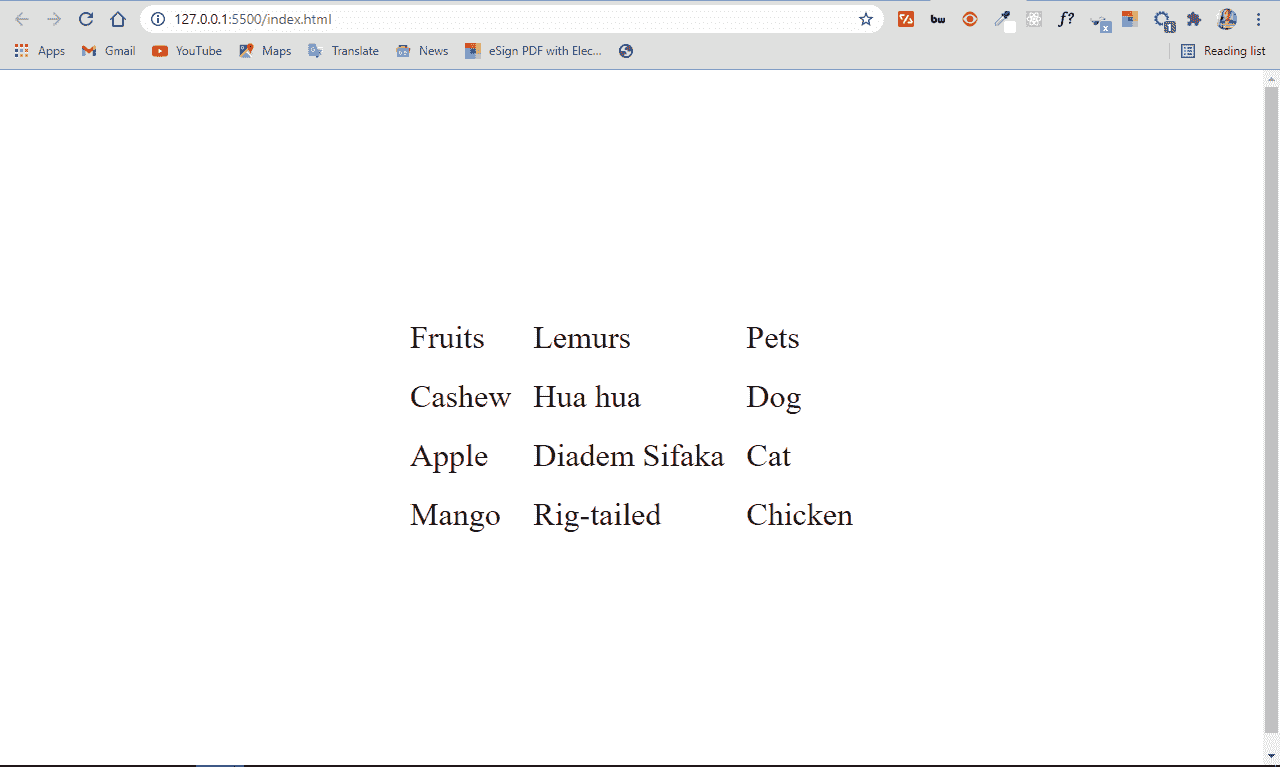 127.0.0.1:5500/index.html
bw
f?
x
Apps Gmail YouTube Maps Translate News eSign PDF with Elec... Reading list
Fruits Lemurs Pets
Cashew Hua hua Dog
Apple Diadem Sifaka Cat
Mango Rig-tailed Chicken